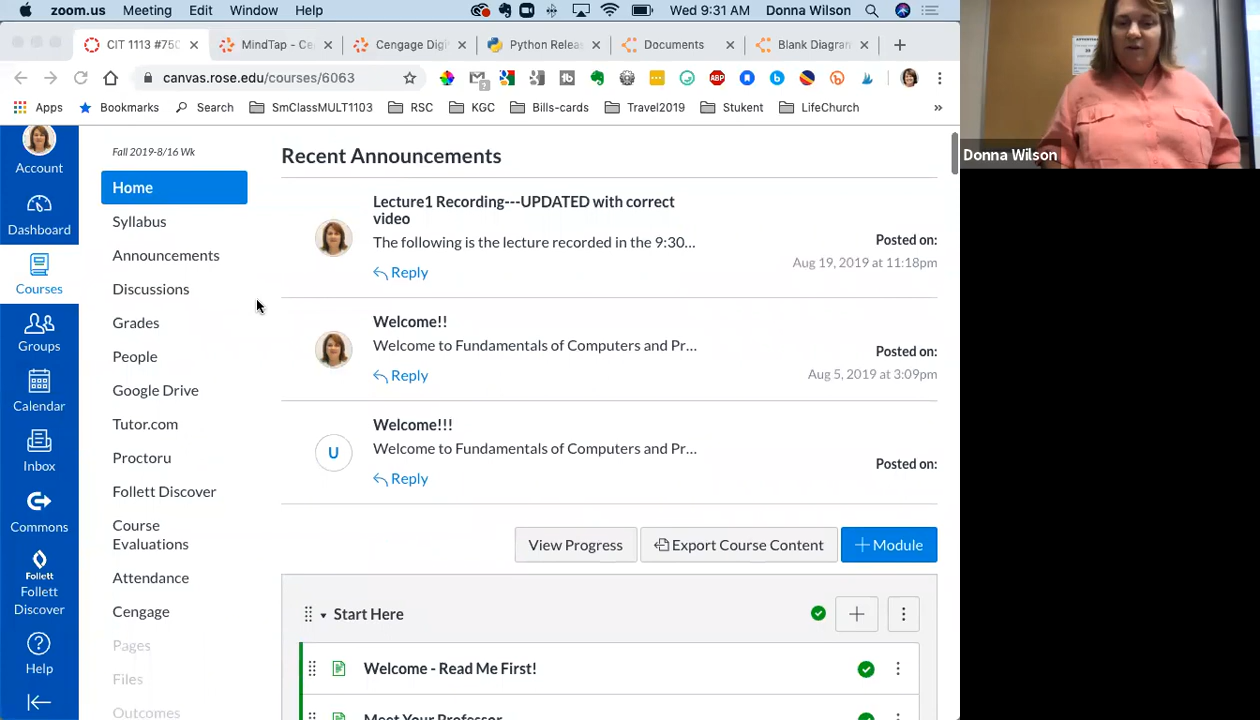 zoom.us Meeting Edit Window Help Wed 9:31 AM Donna Wilson
CIT 1113 #750 MindTap - Ce Cengage Digi Python Relea Documents Blank Diagram
canvas.rose.edu/courses/6063
Apps Bookmarks Search SmClassMULT1103 RSC KGC Bills-cards Travel2019 Stukent LifeChurch »
Donna Wilson
Account
Dashboard
Courses
Groups
Calendar
Inbox
Commons
Follett
Follett
Discover
Help
Fall 2019-8/16 Wk
Home
Syllabus
Announcements
Discussions
Grades
People
Google Drive
Tutor.com
Proctoru
Follett Discover
Course
Evaluations
Attendance
Cengage
Pages
Files
Outcomes
Recent Announcements
Lecture1 Recording---UPDATED with correct
video
The following is the lecture recorded in the 9:30...
Reply
Posted on:
Aug 19, 2019 at 11:18pm
Welcome!!
Welcome to Fundamentals of Computers and Pr...
Reply
Posted on:
Aug 5, 2019 at 3:09pm
U
Welcome!!!
Welcome to Fundamentals of Computers and Pr...
Reply
Posted on:
View Progress Export Course Content + Module
Start Here
Welcome - Read Me First!
Meet Your Professor